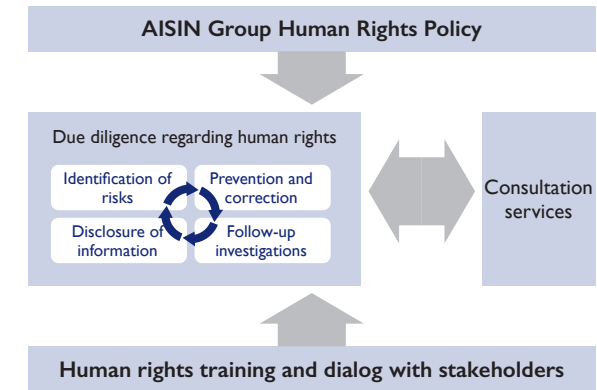 AISIN Group Human Rights Policy
Due diligence regarding human rights
Identification of
risks
Prevention and
correction
Disclosure of
information
Follow-up
investigations
Consultation
services
Human rights training and dialog with stakeholders